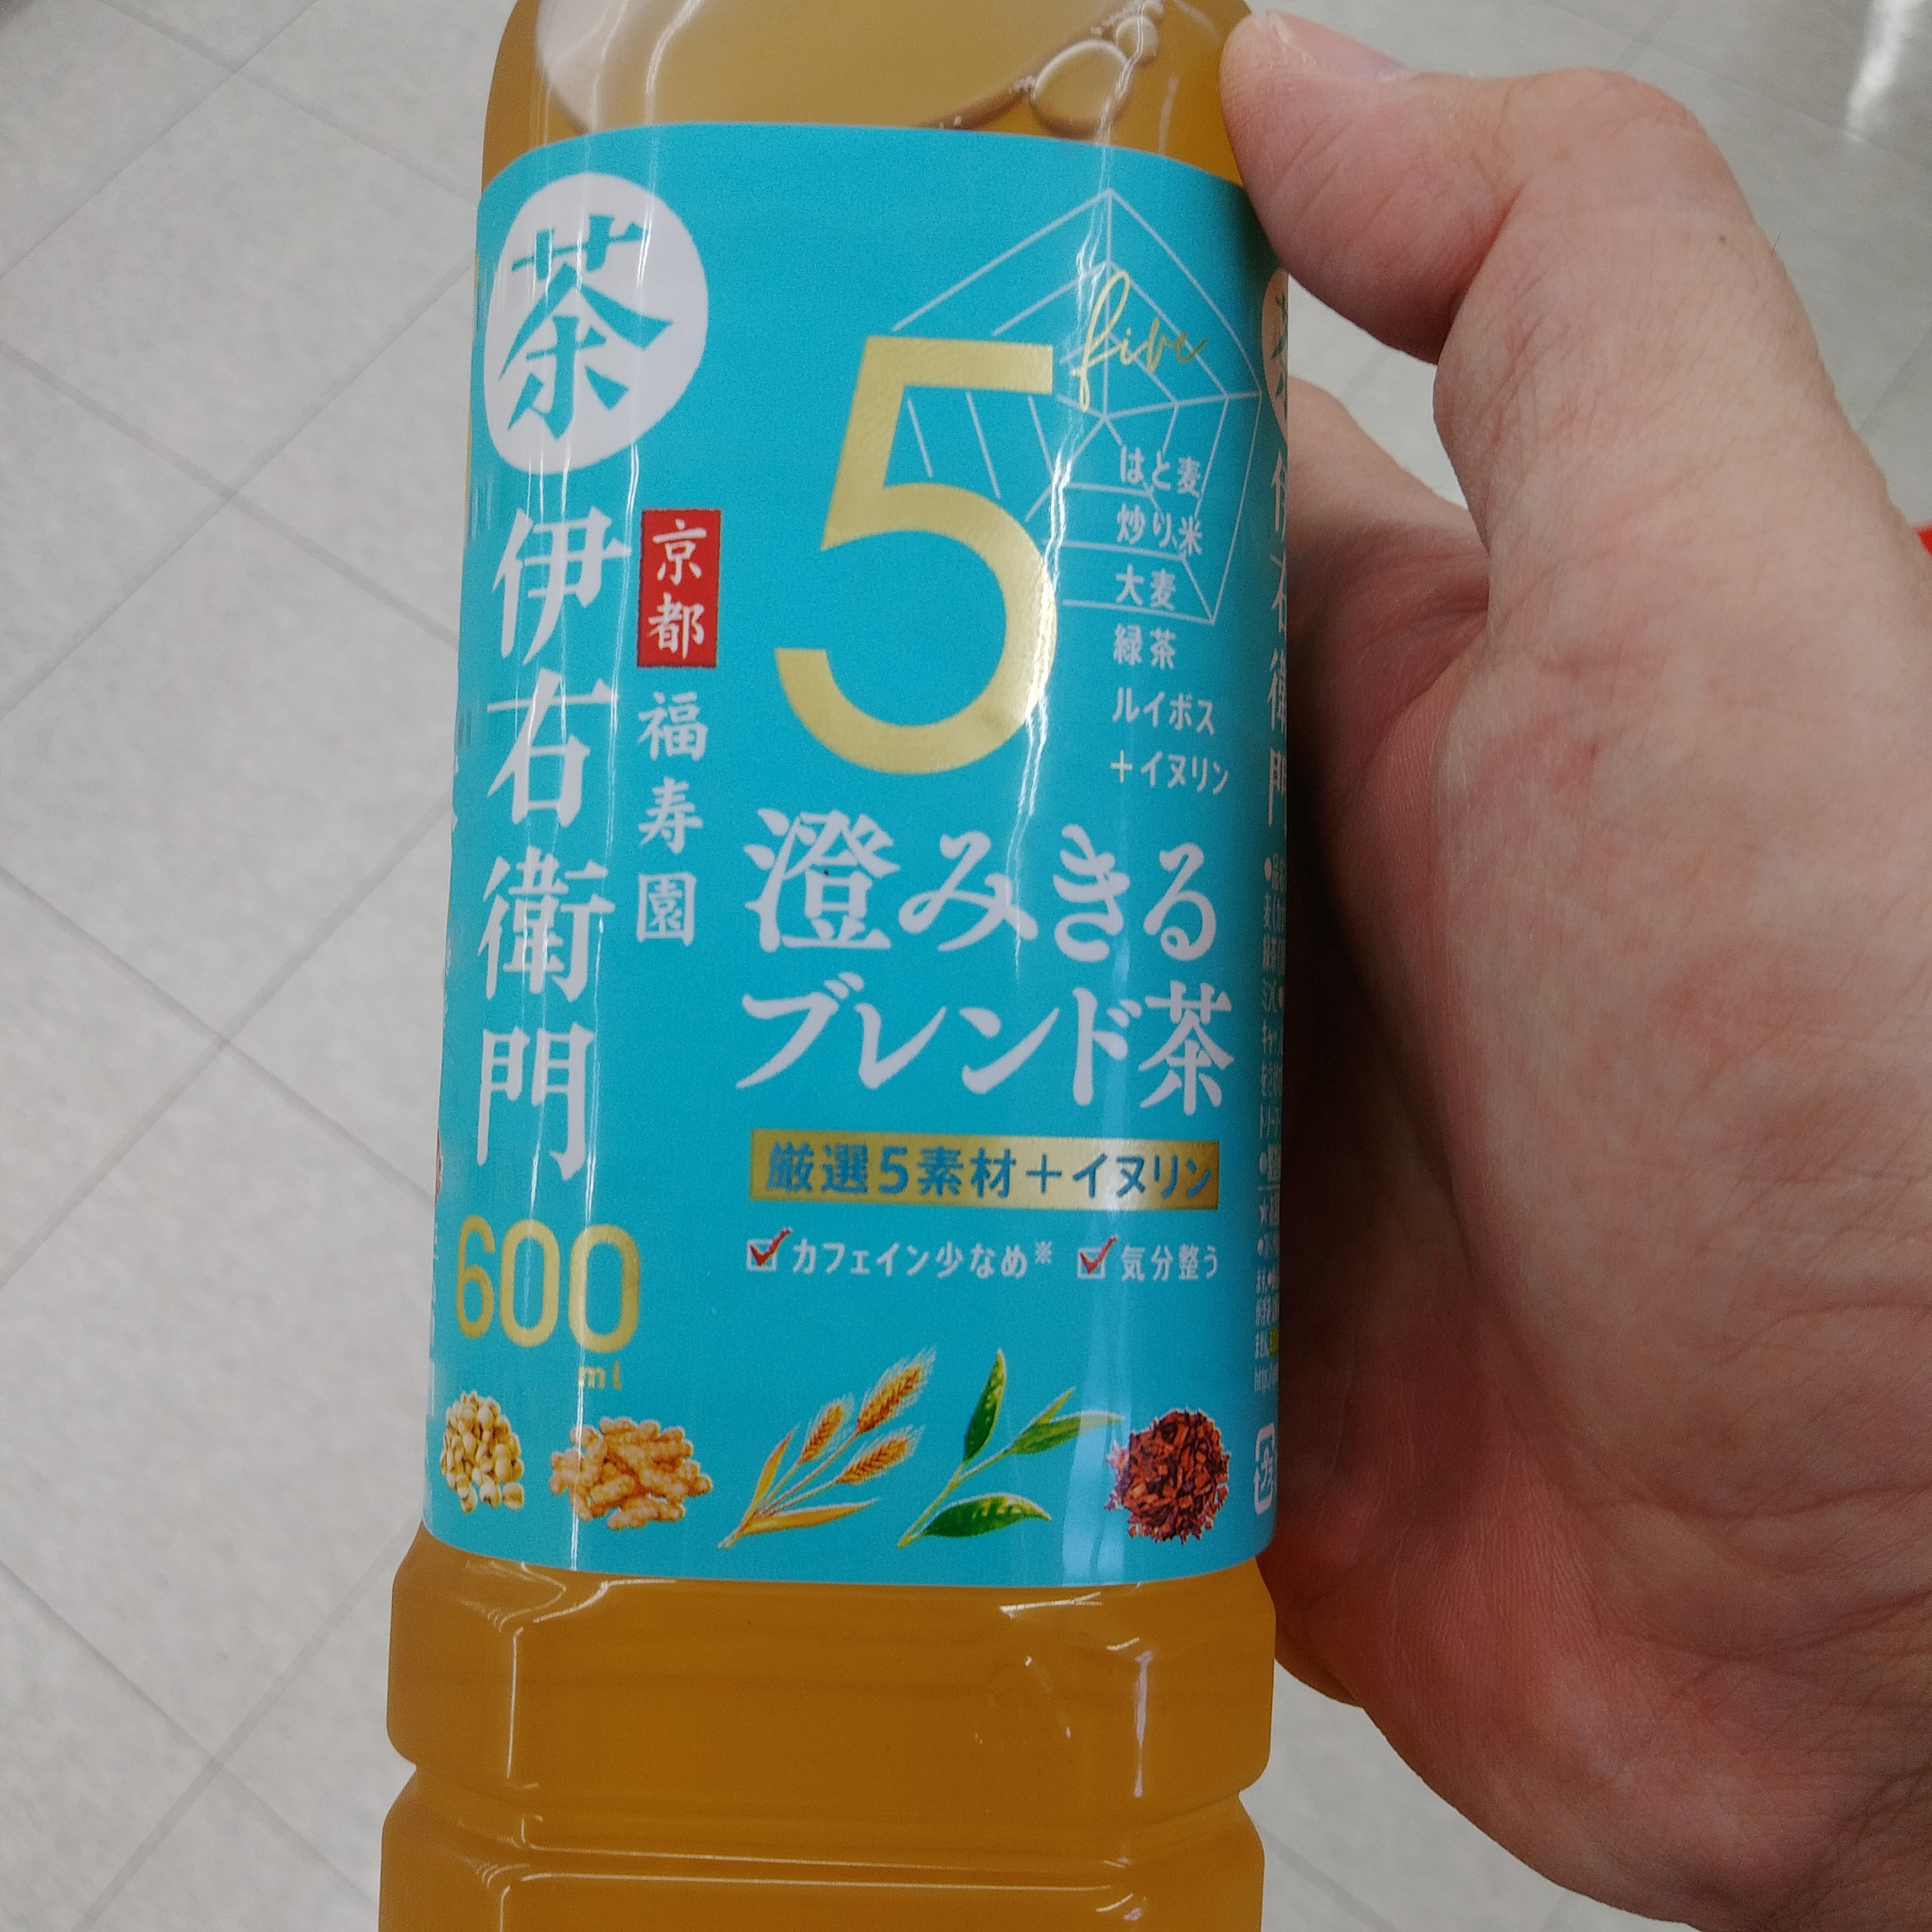 茶
伊右衛門
京都
福寿園
5
five
はと麦
炒り米
大麦
緑茶
ルイボス
+イヌリン
澄みきる
ブレンド茶
厳選5素材+イヌリン
カフェイン少なめ※ 気分整う
600
ml